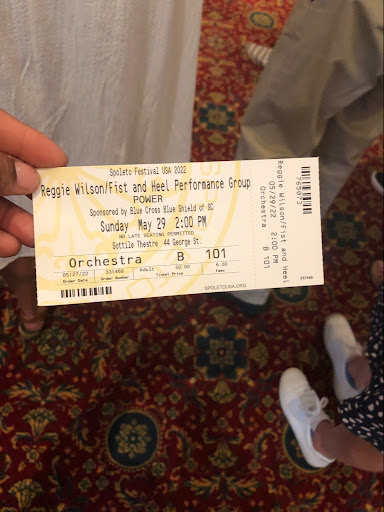 Spoleto Festival USA 2022
Reggie Wilson/Fist and Heel Performance Group
POWER
Sponsored by Blue Cross Blue Shield of SC
Sunday May 29 2:00 PM
NO LATE SEATING PERMITTED
Sottile Theatre 44 George St.
Orchestra B 101
05/27/22 331468 Adult 50.00 6.00
Order Date Order Number Ticket Price Fees
SPOLETOUSA.ORG
Reggie Wilson/Fist and Heel
05/29/22 2:00 PM
Orchestra B 101
331468